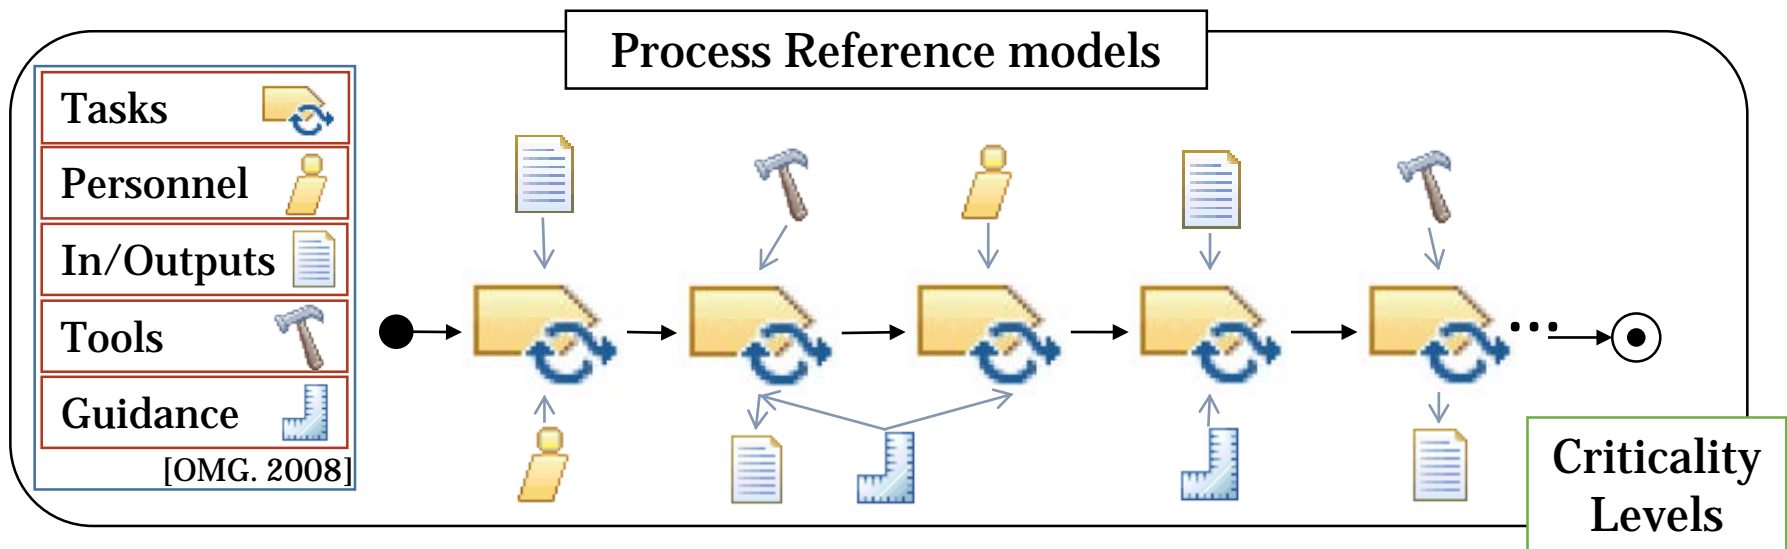 Process Reference models
Tasks
Personnel
In/Outputs
Tools
Guidance
[OMG. 2008]
...
Criticality
Levels